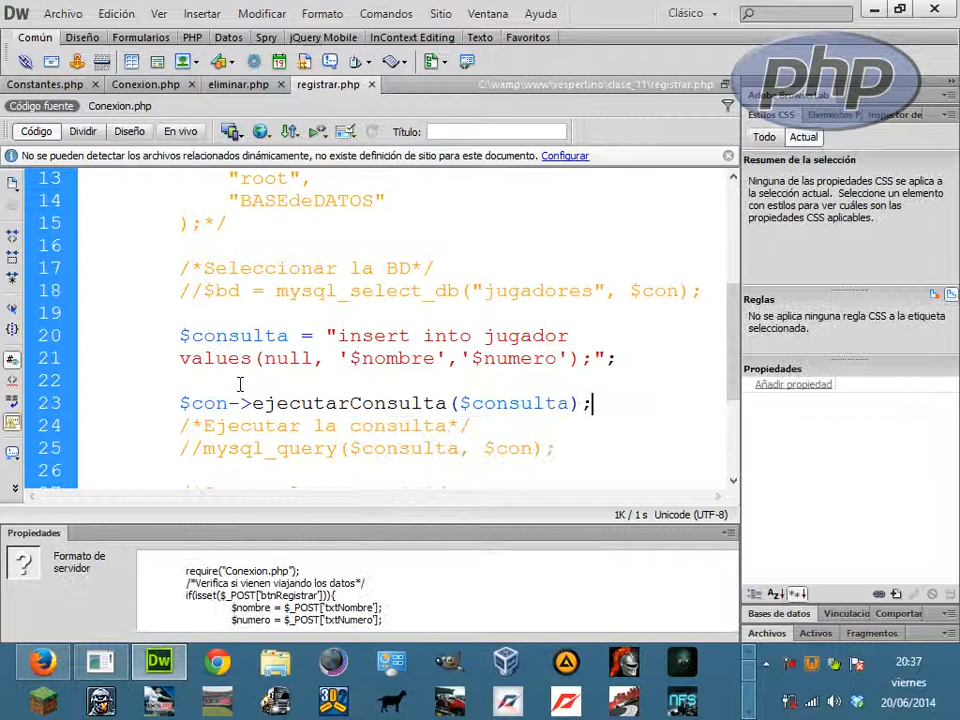 Dw Archivo Edición Ver Insertar Modificar Formato Comandos Sitio Ventana Ayuda Clásico
Común Diseño Formularios PHP Datos Spry jQuery Mobile InContext Editing Texto Favoritos
php
Constantes.php Conexion.php eliminar.php registrar.php C:\wamp\www\vespertino\clase_11\registrar.php
Adobe BrowserLab
Código fuente Conexion.php
Estilos CSS Elementos P Inspector de
Código Dividir Diseño En vivo Título:
Todo Actual
No se pueden detectar los archivos relacionados dinámicamente, no existe definición de sitio para este documento. Configurar
Resumen de la selección
Ninguna de las propiedades CSS se aplica a
la selección actual. Seleccione un
elemento con estilos para ver cuáles son
las propiedades CSS aplicables.
13 "root",
14 "BASEdeDATOS"
15 );*/
16
17 /*Seleccionar la BD*/
18 //$bd = mysql_select_db("jugadores", $con);
19
20 $consulta = "insert into jugador
21 values(null, '$nombre','$numero');";
22
23 $con->ejecutarConsulta($consulta);
24 /*Ejecutar la consulta*/
25 //mysql_query($consulta, $con);
26
Reglas
No se aplica ninguna regla CSS a la
etiqueta seleccionada.
Propiedades
Añadir propiedad
1K / 1 s Unicode (UTF-8)
Propiedades
Formato de
servidor
require("Conexion.php");
/*Verifica si vienen viajando los datos*/
if(isset($_POST['btnRegistrar'])){
$nombre = $_POST['txtNombre'];
$numero = $_POST['txtNumero'];
Bases de datos Vinculacio Comportar
Archivos Activos Fragmentos
Dw
20:37
viernes
20/06/2014